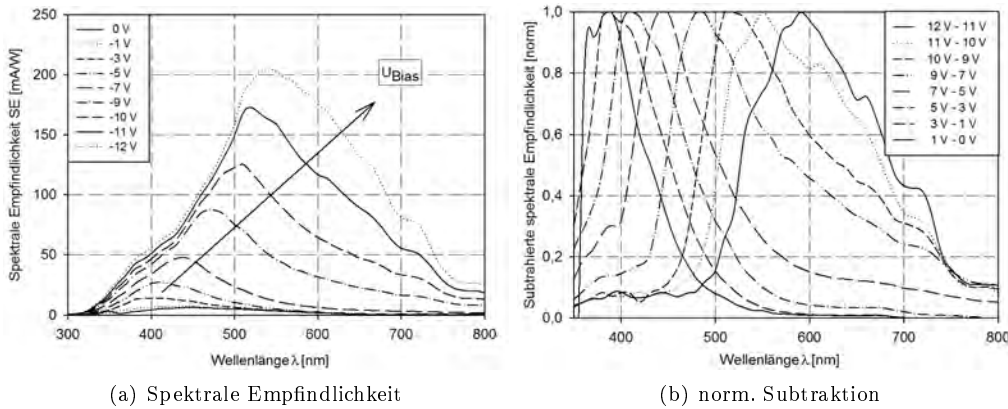 Spektrale Empfindlichkeit SE [mA/W]
250
200
150
100
50
0
300 400 500 600 700 800
Wellenlänge λ [nm]
0 V
-1 V
-3 V
-5 V
-7 V
-9 V
-10 V
-11 V
-12 V
U Bias
(a) Spektrale Empfindlichkeit
Subtrahierte spektrale Empfindlichkeit [norm]
1,0
0,8
0,6
0,4
0,2
0,0
400 500 600 700 800
Wellenlänge λ [nm]
12 V - 11 V
11 V - 10 V
10 V - 9 V
9 V - 7 V
7 V - 5 V
5 V - 3 V
3 V - 1 V
1 V - 0 V
(b) norm. Subtraktion